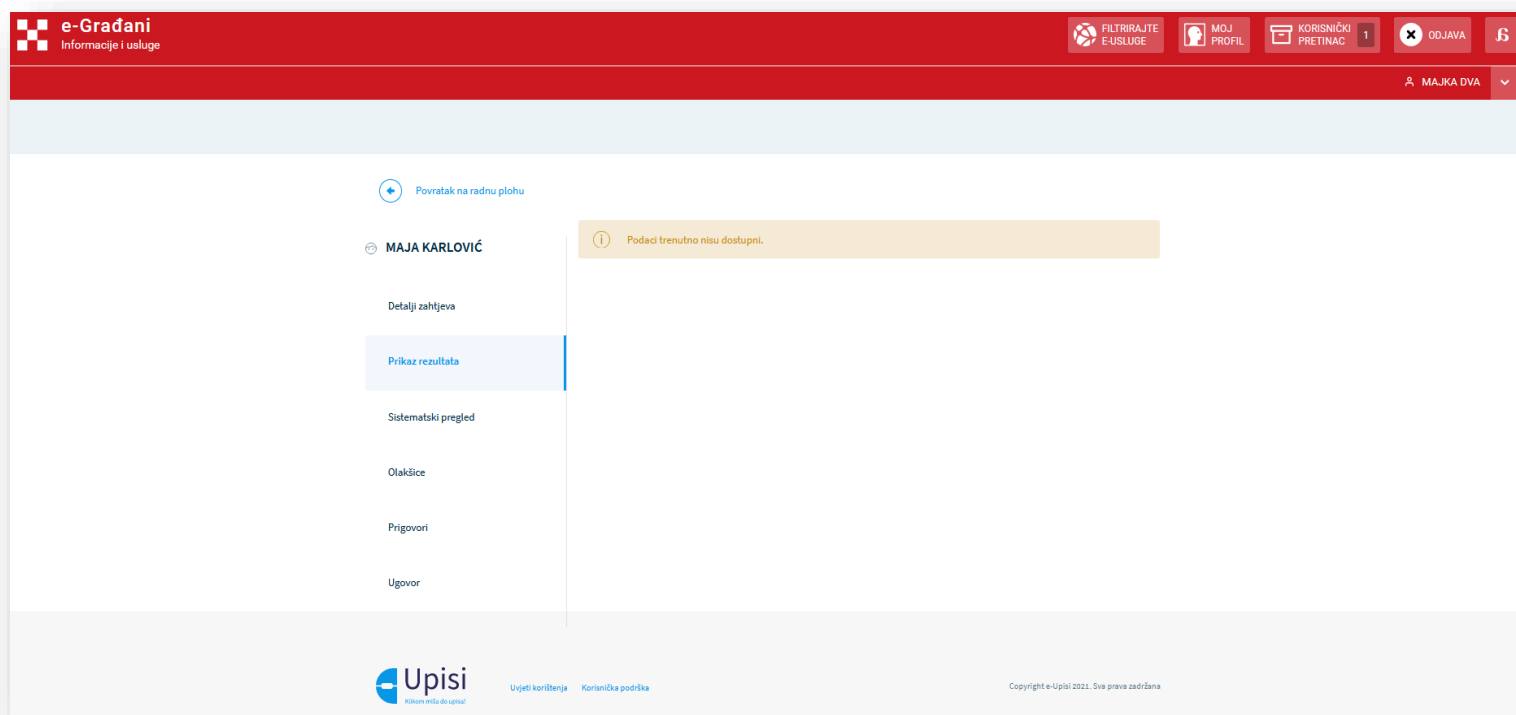 e-Građani
Informacije i usluge
FILTRIRAJTE
E-USLUGE
MOJ
PROFIL
KORISNIČKI
PRETINAC
1
ODJAVA
MAJKA DVA
Povratak na radnu plohu
MAJA KARLOVIĆ
Podaci trenutno nisu dostupni.
Detalji zahtjeva
Prikaz rezultata
Sistematski pregled
Olakšice
Prigovori
Ugovor
Upisi
Klikom miša do upisa!
Uvjeti korištenja
Korisnička podrška
Copyright e-Upisi 2021. Sva prava zadržana